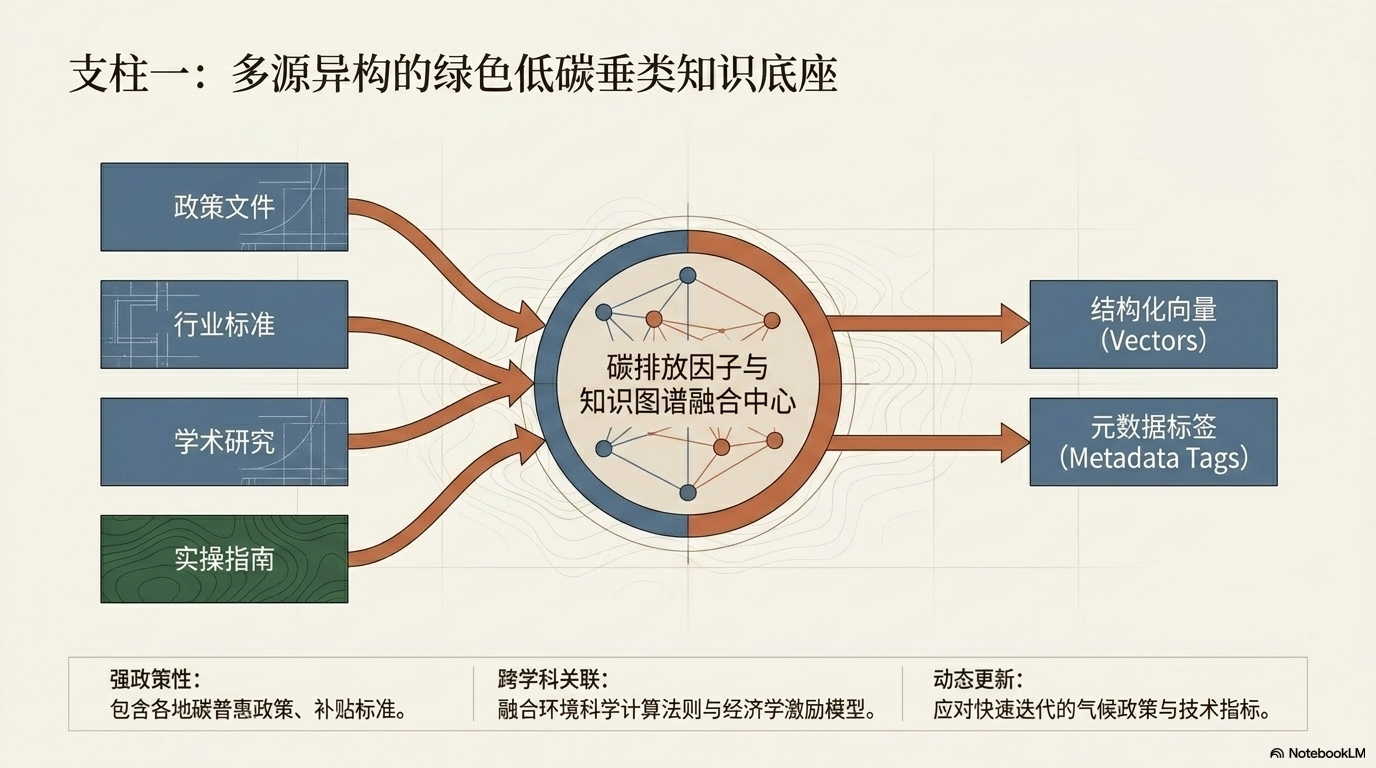 支柱一：多源异构的绿色低碳垂类知识底座
政策文件
行业标准
学术研究
实操指南
碳排放因子与
知识图谱融合中心
结构化向量
（Vectors）
元数据标签
（Metadata Tags）
强政策性：
包含各地碳普惠政策、补贴标准。
跨学科关联：
融合环境科学计算法则与经济学激励模型。
动态更新：
应对快速迭代的气候政策与技术指标。
NotebookLM